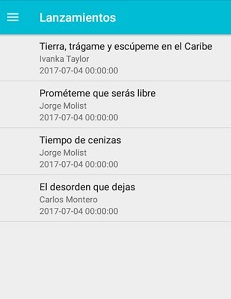 Lanzamientos
Tierra, trágame y escúpeme en el Caribe
Ivanka Taylor
2017-07-04 00:00:00
Prométeme que serás libre
Jorge Molist
2017-07-04 00:00:00
Tiempo de cenizas
Jorge Molist
2017-07-04 00:00:00
El desorden que dejas
Carlos Montero
2017-07-04 00:00:00